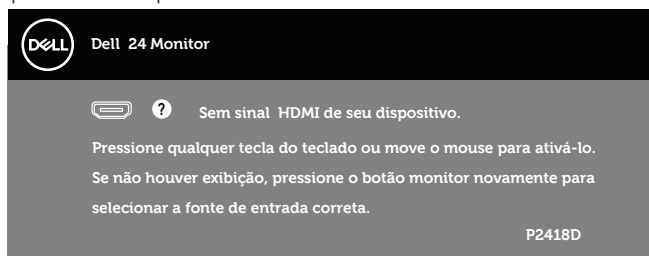 DELL
Dell 24 Monitor
? Sem sinal HDMI de seu dispositivo.
Pressione qualquer tecla do teclado ou move o mouse para ativá-lo.
Se não houver exibição, pressione o botão monitor novamente para
selecionar a fonte de entrada correta.
P2418D